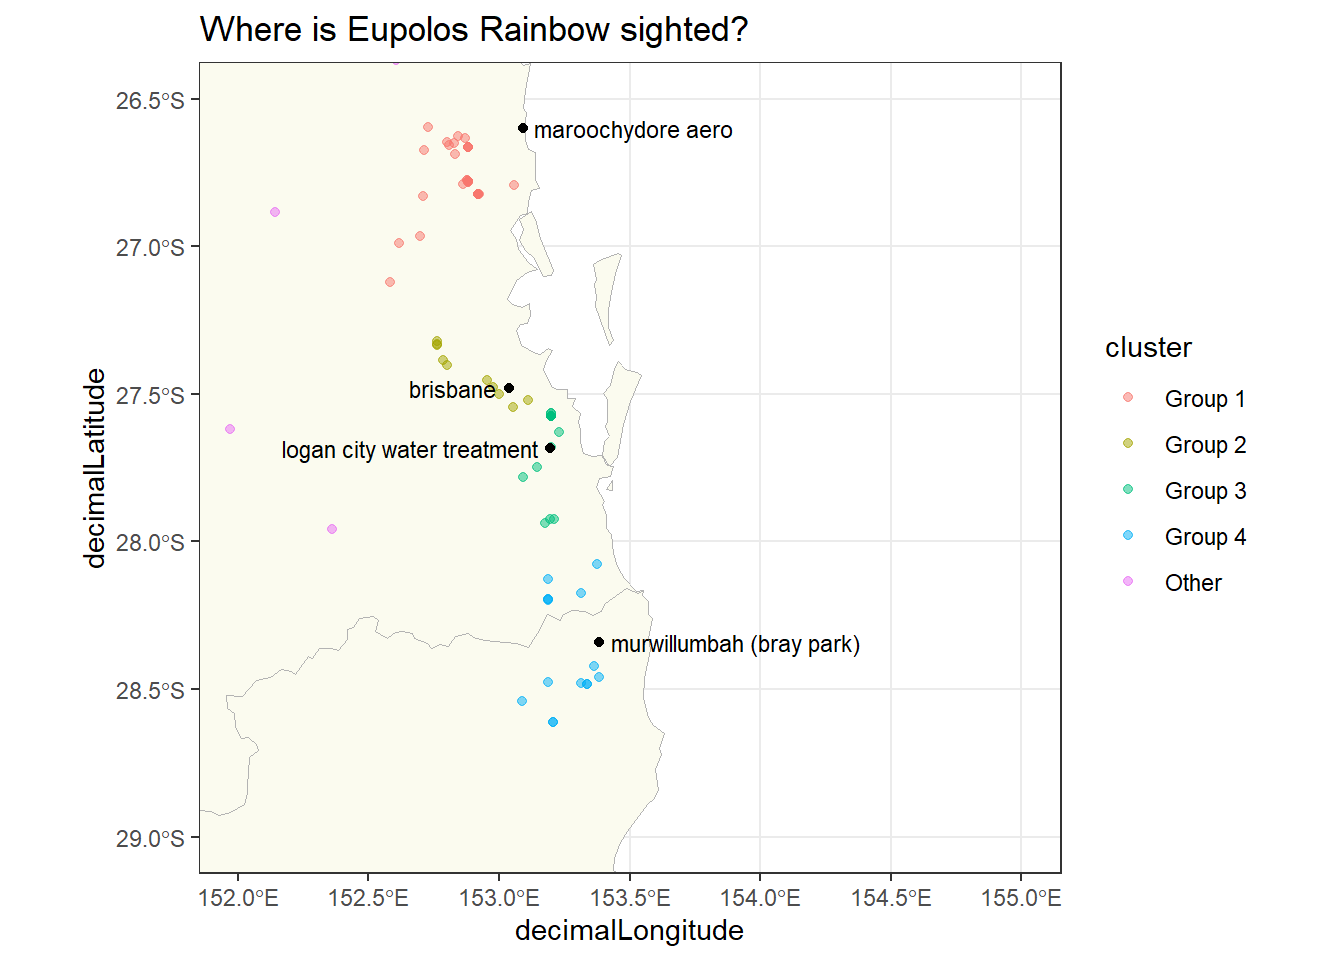 Where is Eupolos Rainbow sighted?
26.5°S
27.0°S
27.5°S
28.0°S
28.5°S
29.0°S
decimalLatitude
maroochydore aero
brisbane
logan city water treatment
murwillumbah (bray park)
152.0°E
152.5°E
153.0°E
153.5°E
154.0°E
154.5°E
155.0°E
decimalLongitude
cluster
Group 1
Group 2
Group 3
Group 4
Other